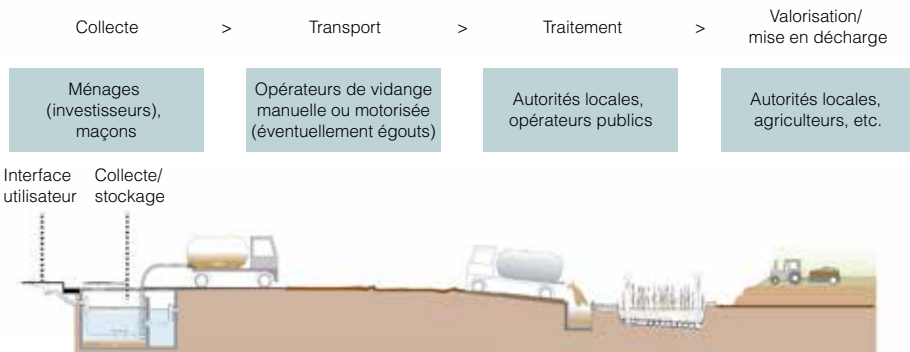 Collecte > Transport > Traitement > Valorisation/
mise en décharge
Ménages
(investisseurs),
maçons
Opérateurs de vidange
manuelle ou motorisée
(éventuellement égouts)
Autorités locales,
opérateurs publics
Autorités locales,
agriculteurs, etc.
Interface
utilisateur
Collecte/
stockage